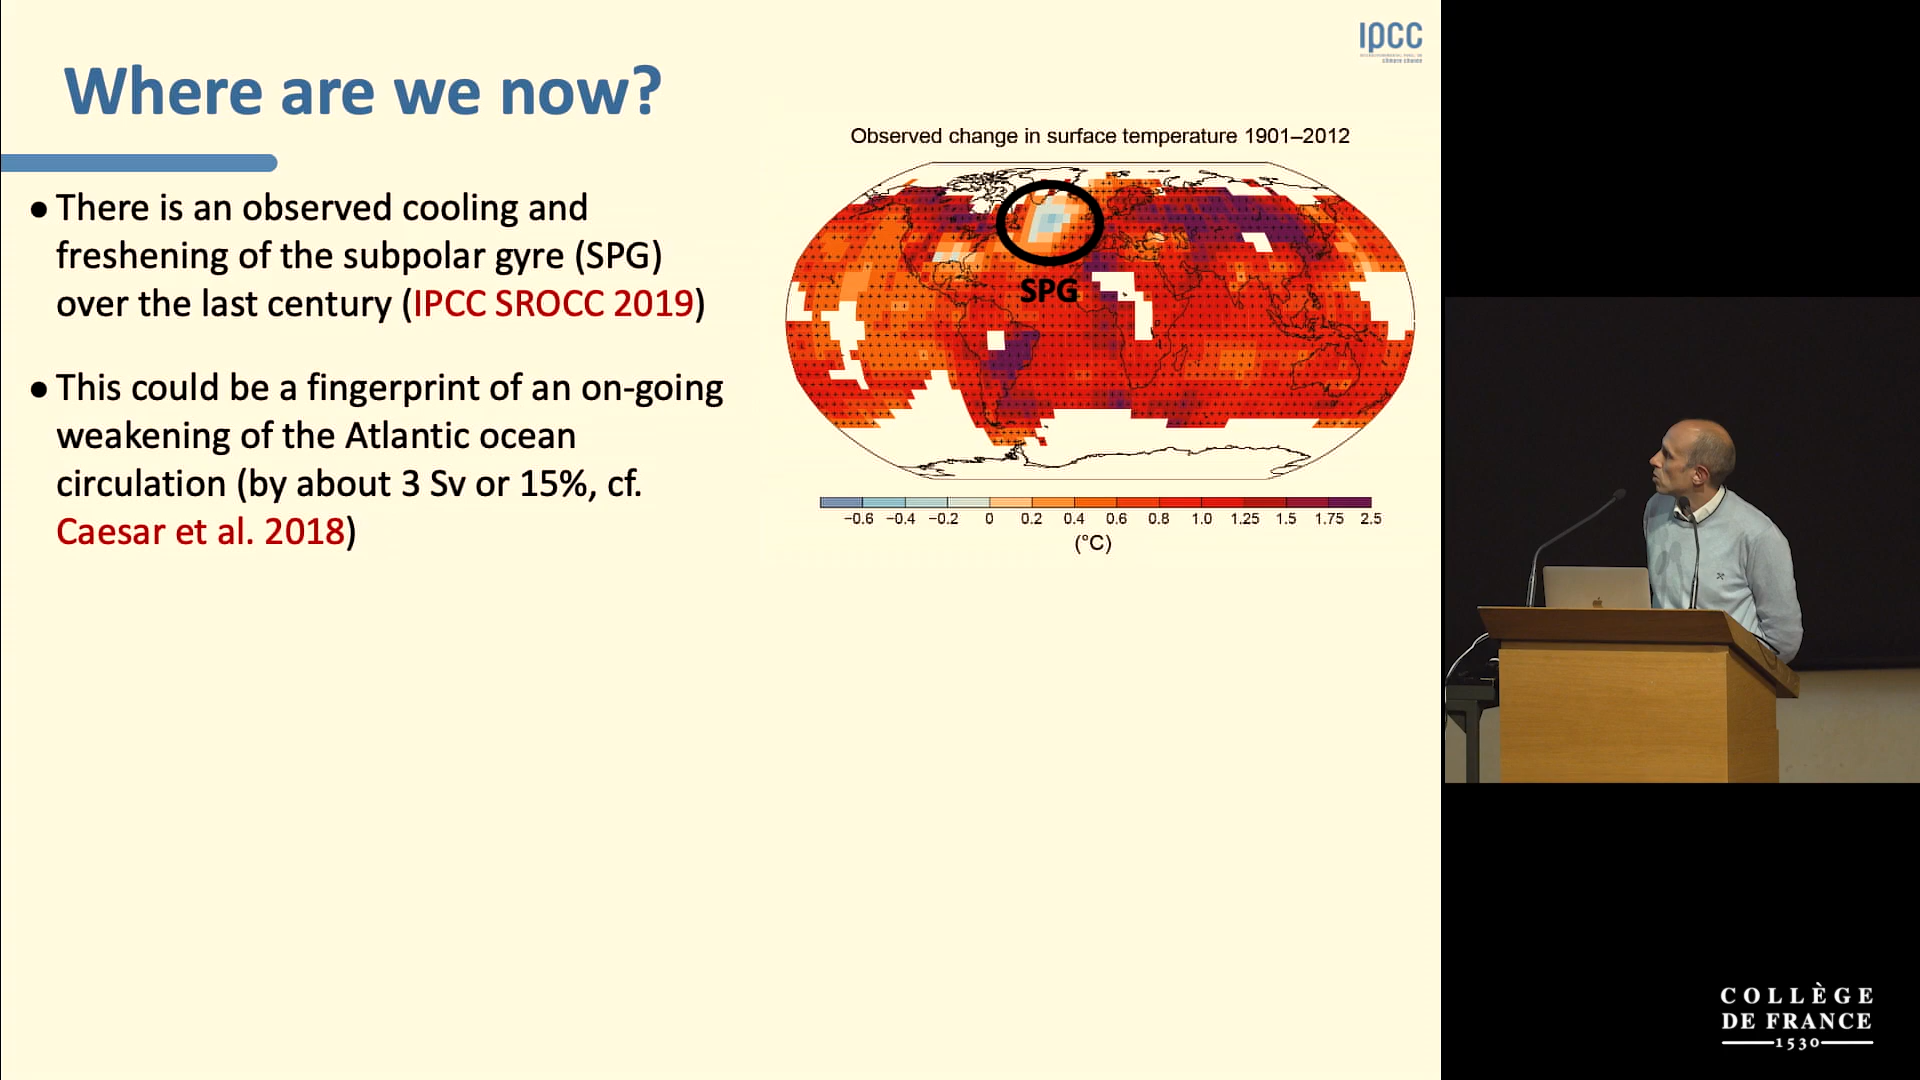 Where are we now?
ipcc
climate change
• There is an observed cooling and
freshening of the subpolar gyre (SPG)
over the last century (IPCC SROCC 2019)
• This could be a fingerprint of an on-going
weakening of the Atlantic ocean
circulation (by about 3 Sv or 15%, cf.
Caesar et al. 2018)
Observed change in surface temperature 1901–2012
SPG
−0.6 −0.4 −0.2 0 0.2 0.4 0.6 0.8 1.0 1.25 1.5 1.75 2.5
(°C)
COLLÈGE
DE FRANCE
1530